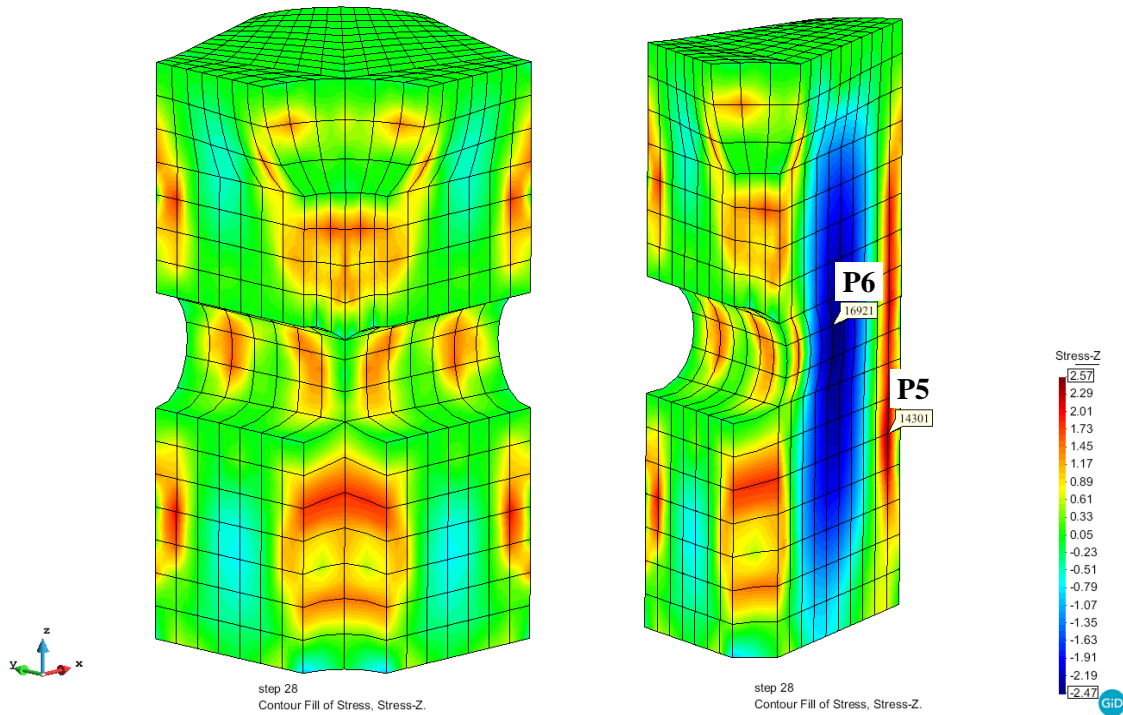 P6
16921
P5
14301
Stress-Z
2.57
2.29
2.01
1.73
1.45
1.17
0.89
0.61
0.33
0.05
-0.23
-0.51
-0.79
-1.07
-1.35
-1.63
-1.91
-2.19
-2.47
z
y
x
step 28
Contour Fill of Stress, Stress-Z.
step 28
Contour Fill of Stress, Stress-Z.
GiD